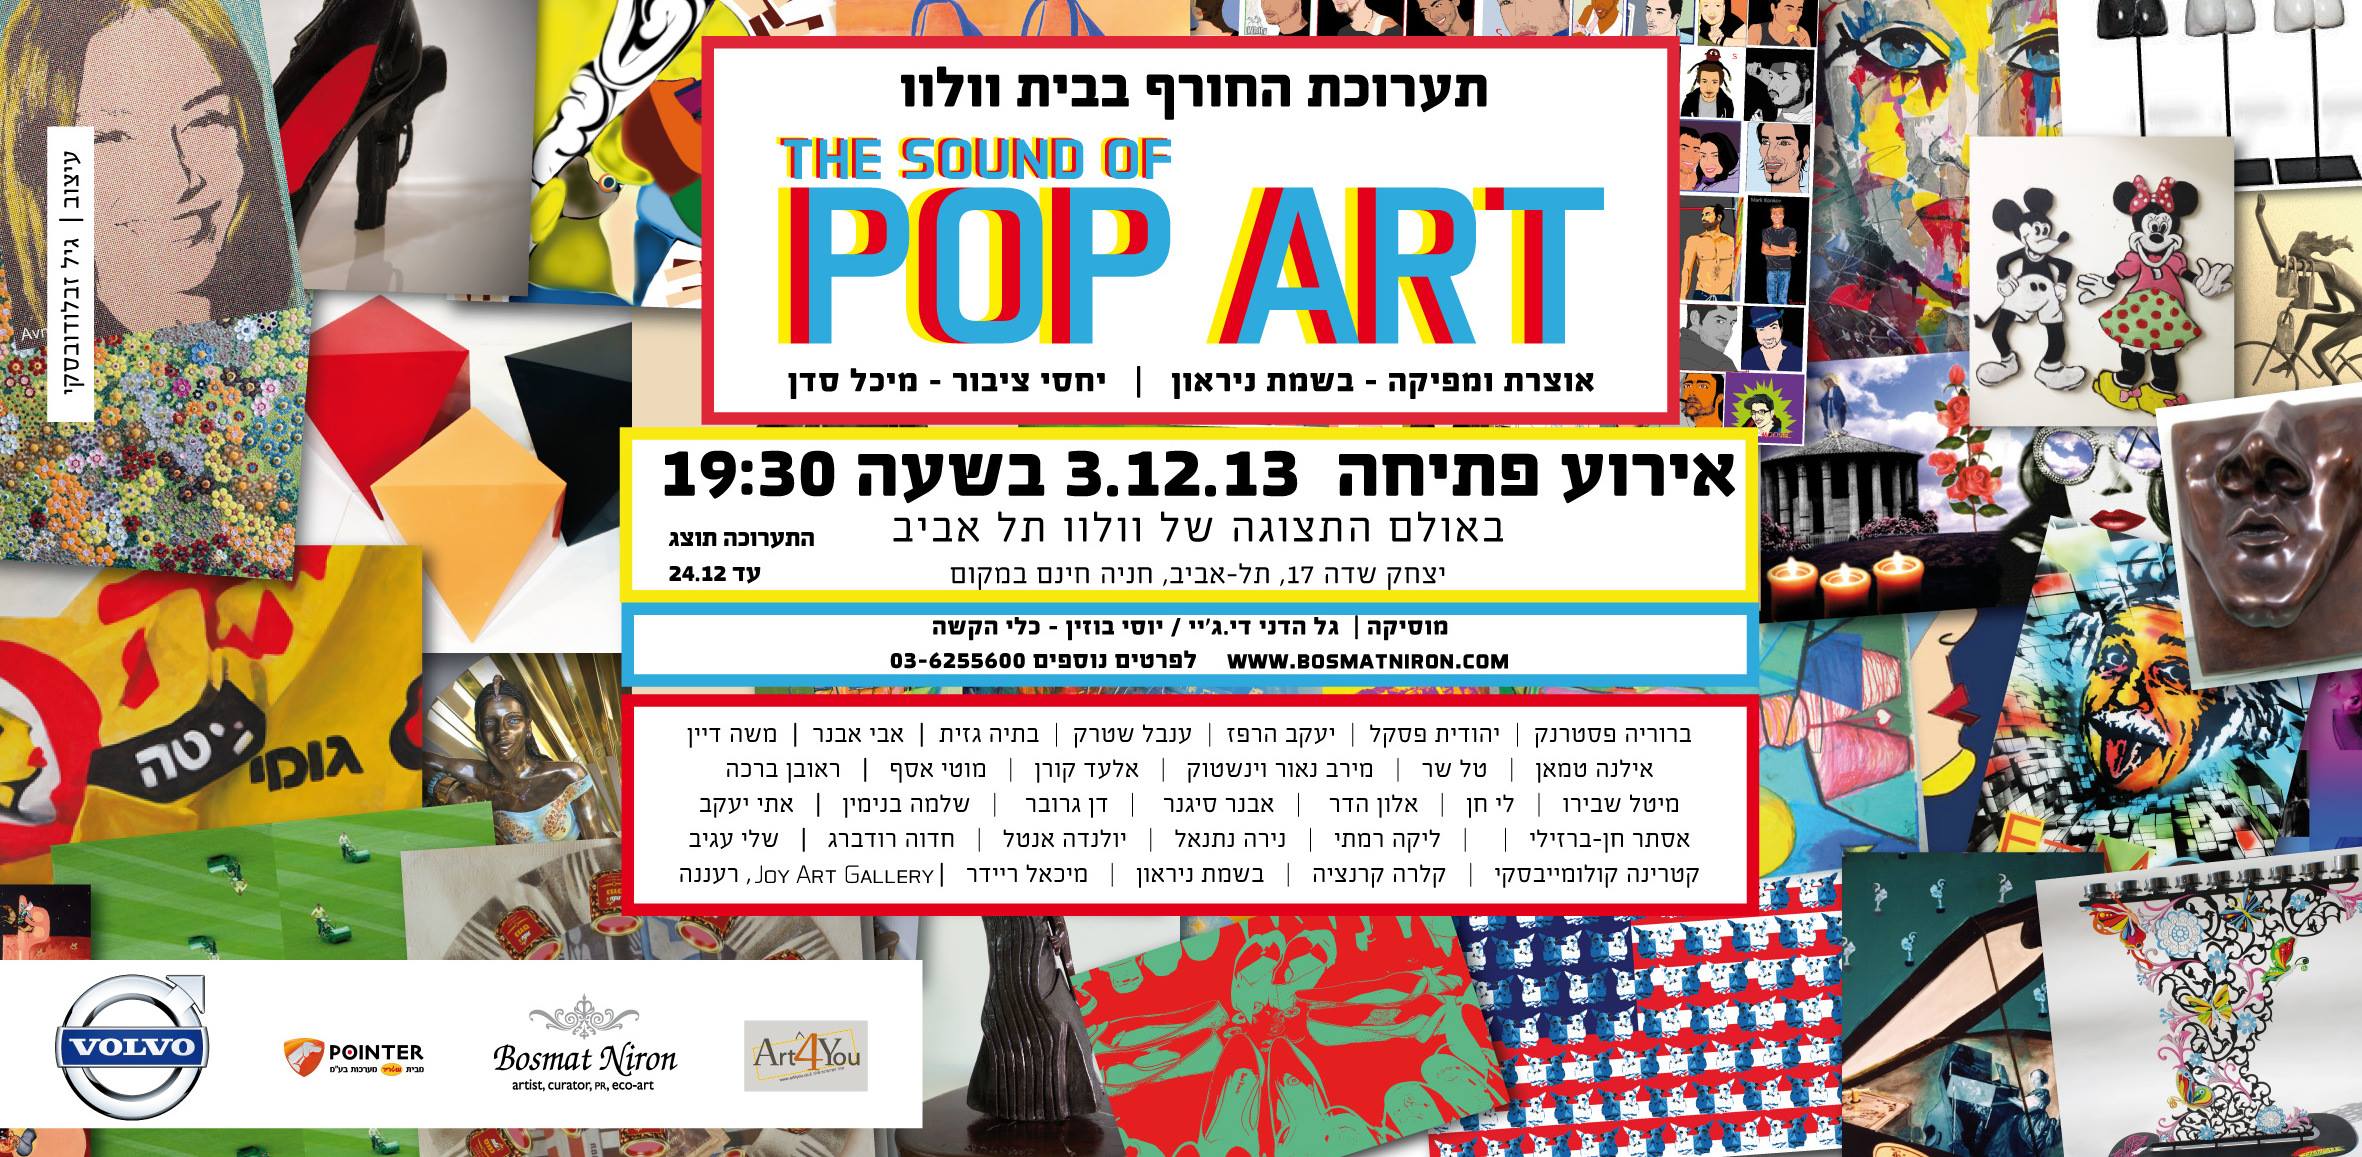 תערוכת החורף בבית וולוו
THE SOUND OF
POP ART
אוצרת ומפיקה - בשמת ניראון | יחסי ציבור - מיכל סדן
אירוע פתיחה 3.12.13 בשעה 19:30
באולם התצוגה של וולוו תל אביב
יצחק שדה 17, תל-אביב, חניה חינם במקום
התערוכה תוצג
עד 24.12
מוסיקה | גל הדני די.ג'יי / יוסי בוזין - כלי הקשה
WWW.BOSMATNIRON.COM לפרטים נוספים 03-6255600
ברוריה פסטרנק | יהודית פסקל | יעקב הרפז | ענבל שטרק | בתיה גזית | אבי אבנר | משה דיין
אילנה טמאן | טל שר | מירב נאור וינשטוק | אלעד קורן | מוטי אסף | ראובן ברכה
מיטל שבירו | לי חן | אלון הדר | אבנר סיגנר | דן גרובר | שלמה בנימין | אתי יעקב
אסתר חן-ברזילי | | ליקה רמתי | נירה נתנאל | יולנדה אנטל | חדוה רודברג | שלי עגיב
קטרינה קולומייבסקי | קלרה קרנציה | בשמת ניראון | מיכאל ריידר | JOY ART GALLERY, רעננה
עיצוב | גיל זבלודובסקי
גומי
VOLVO
POINTER
מבית שטריך מערכות בע"מ
Bosmat Niron
artist, curator, PR, eco-art
Art4You